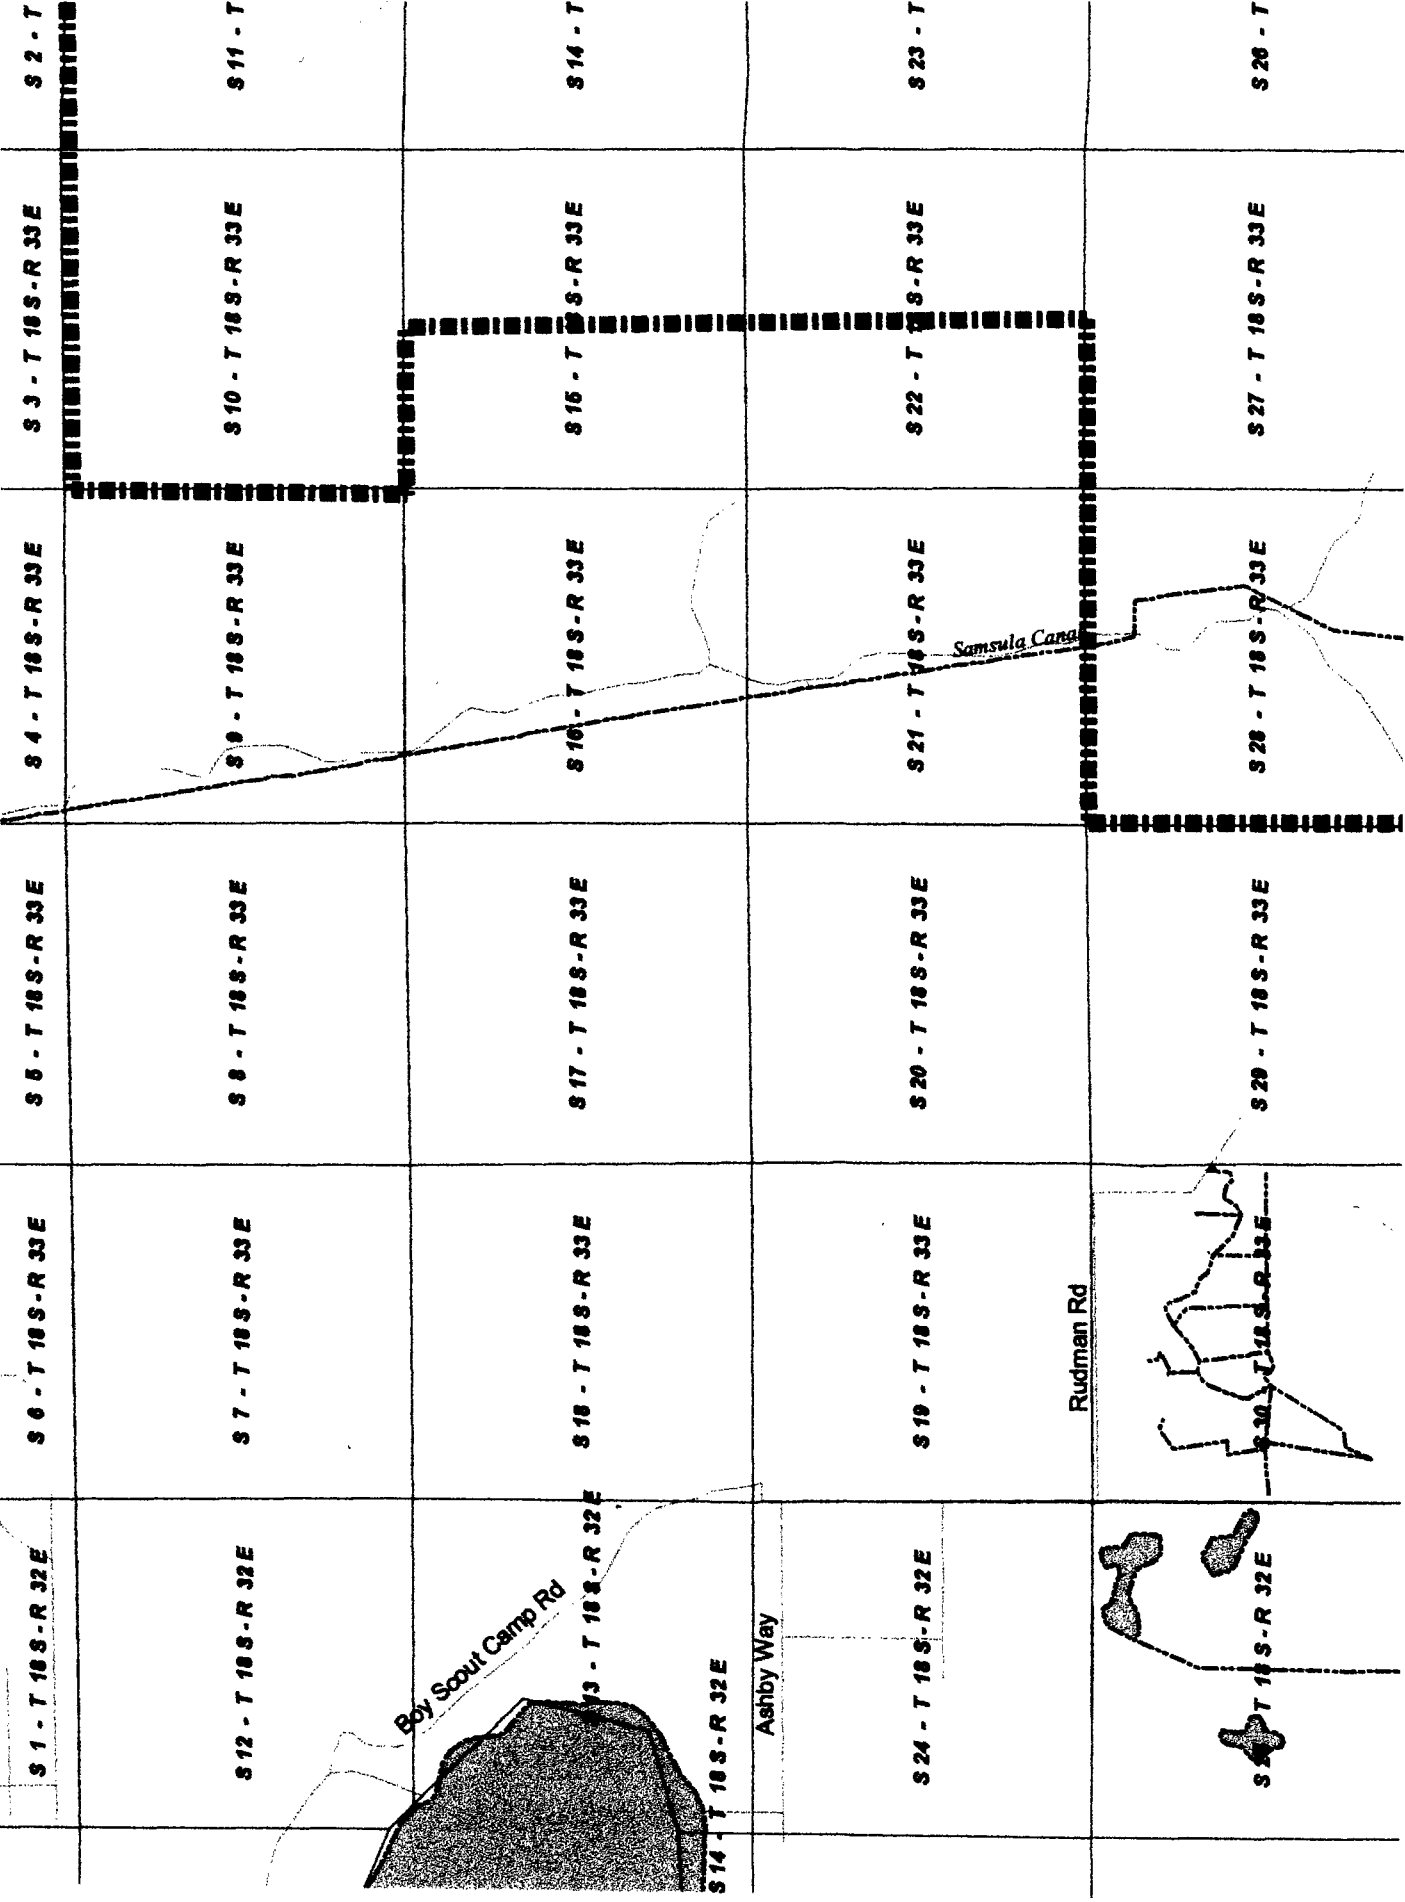 S 2 - T
S 11 - T
S 14 - T
S 23 - T
S 26 - T
S 3 - T 18 S - R 33 E
S 10 - T 18 S - R 33 E
S 15 - T 18 S - R 33 E
S 22 - T 18 S - R 33 E
S 27 - T 18 S - R 33 E
S 4 - T 18 S - R 33 E
S 9 - T 18 S - R 33 E
S 16 - T 18 S - R 33 E
S 21 - T 18 S - R 33 E
S 28 - T 18 S - R 33 E
Samsula Canal
S 5 - T 18 S - R 33 E
S 8 - T 18 S - R 33 E
S 17 - T 18 S - R 33 E
S 20 - T 18 S - R 33 E
S 29 - T 18 S - R 33 E
S 6 - T 18 S - R 33 E
S 7 - T 18 S - R 33 E
S 18 - T 18 S - R 33 E
S 19 - T 18 S - R 33 E
Rudman Rd
S 30 - T 18 S - R 33 E
S 1 - T 18 S - R 32 E
S 12 - T 18 S - R 32 E
Boy Scout Camp Rd
13 - T 18 S - R 32 E
S 14 - T 18 S - R 32 E
Ashby Way
S 24 - T 18 S - R 32 E
T 18 S - R 32 E